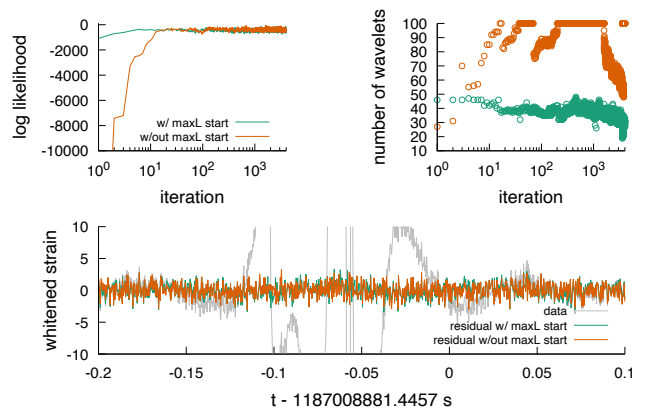 log likelihood
0
-2000
-4000
-6000
-8000
-10000
w/ maxL start
w/out maxL start
10^0 10^1 10^2 10^3
iteration
number of wavelets
100
90
80
70
60
50
40
30
20
10
10^0 10^1 10^2 10^3
iteration
whitened strain
10
5
0
-5
-10
data
residual w/ maxL start
residual w/out maxL start
-0.2 -0.15 -0.1 -0.05 0 0.05 0.1
t - 1187008881.4457 s